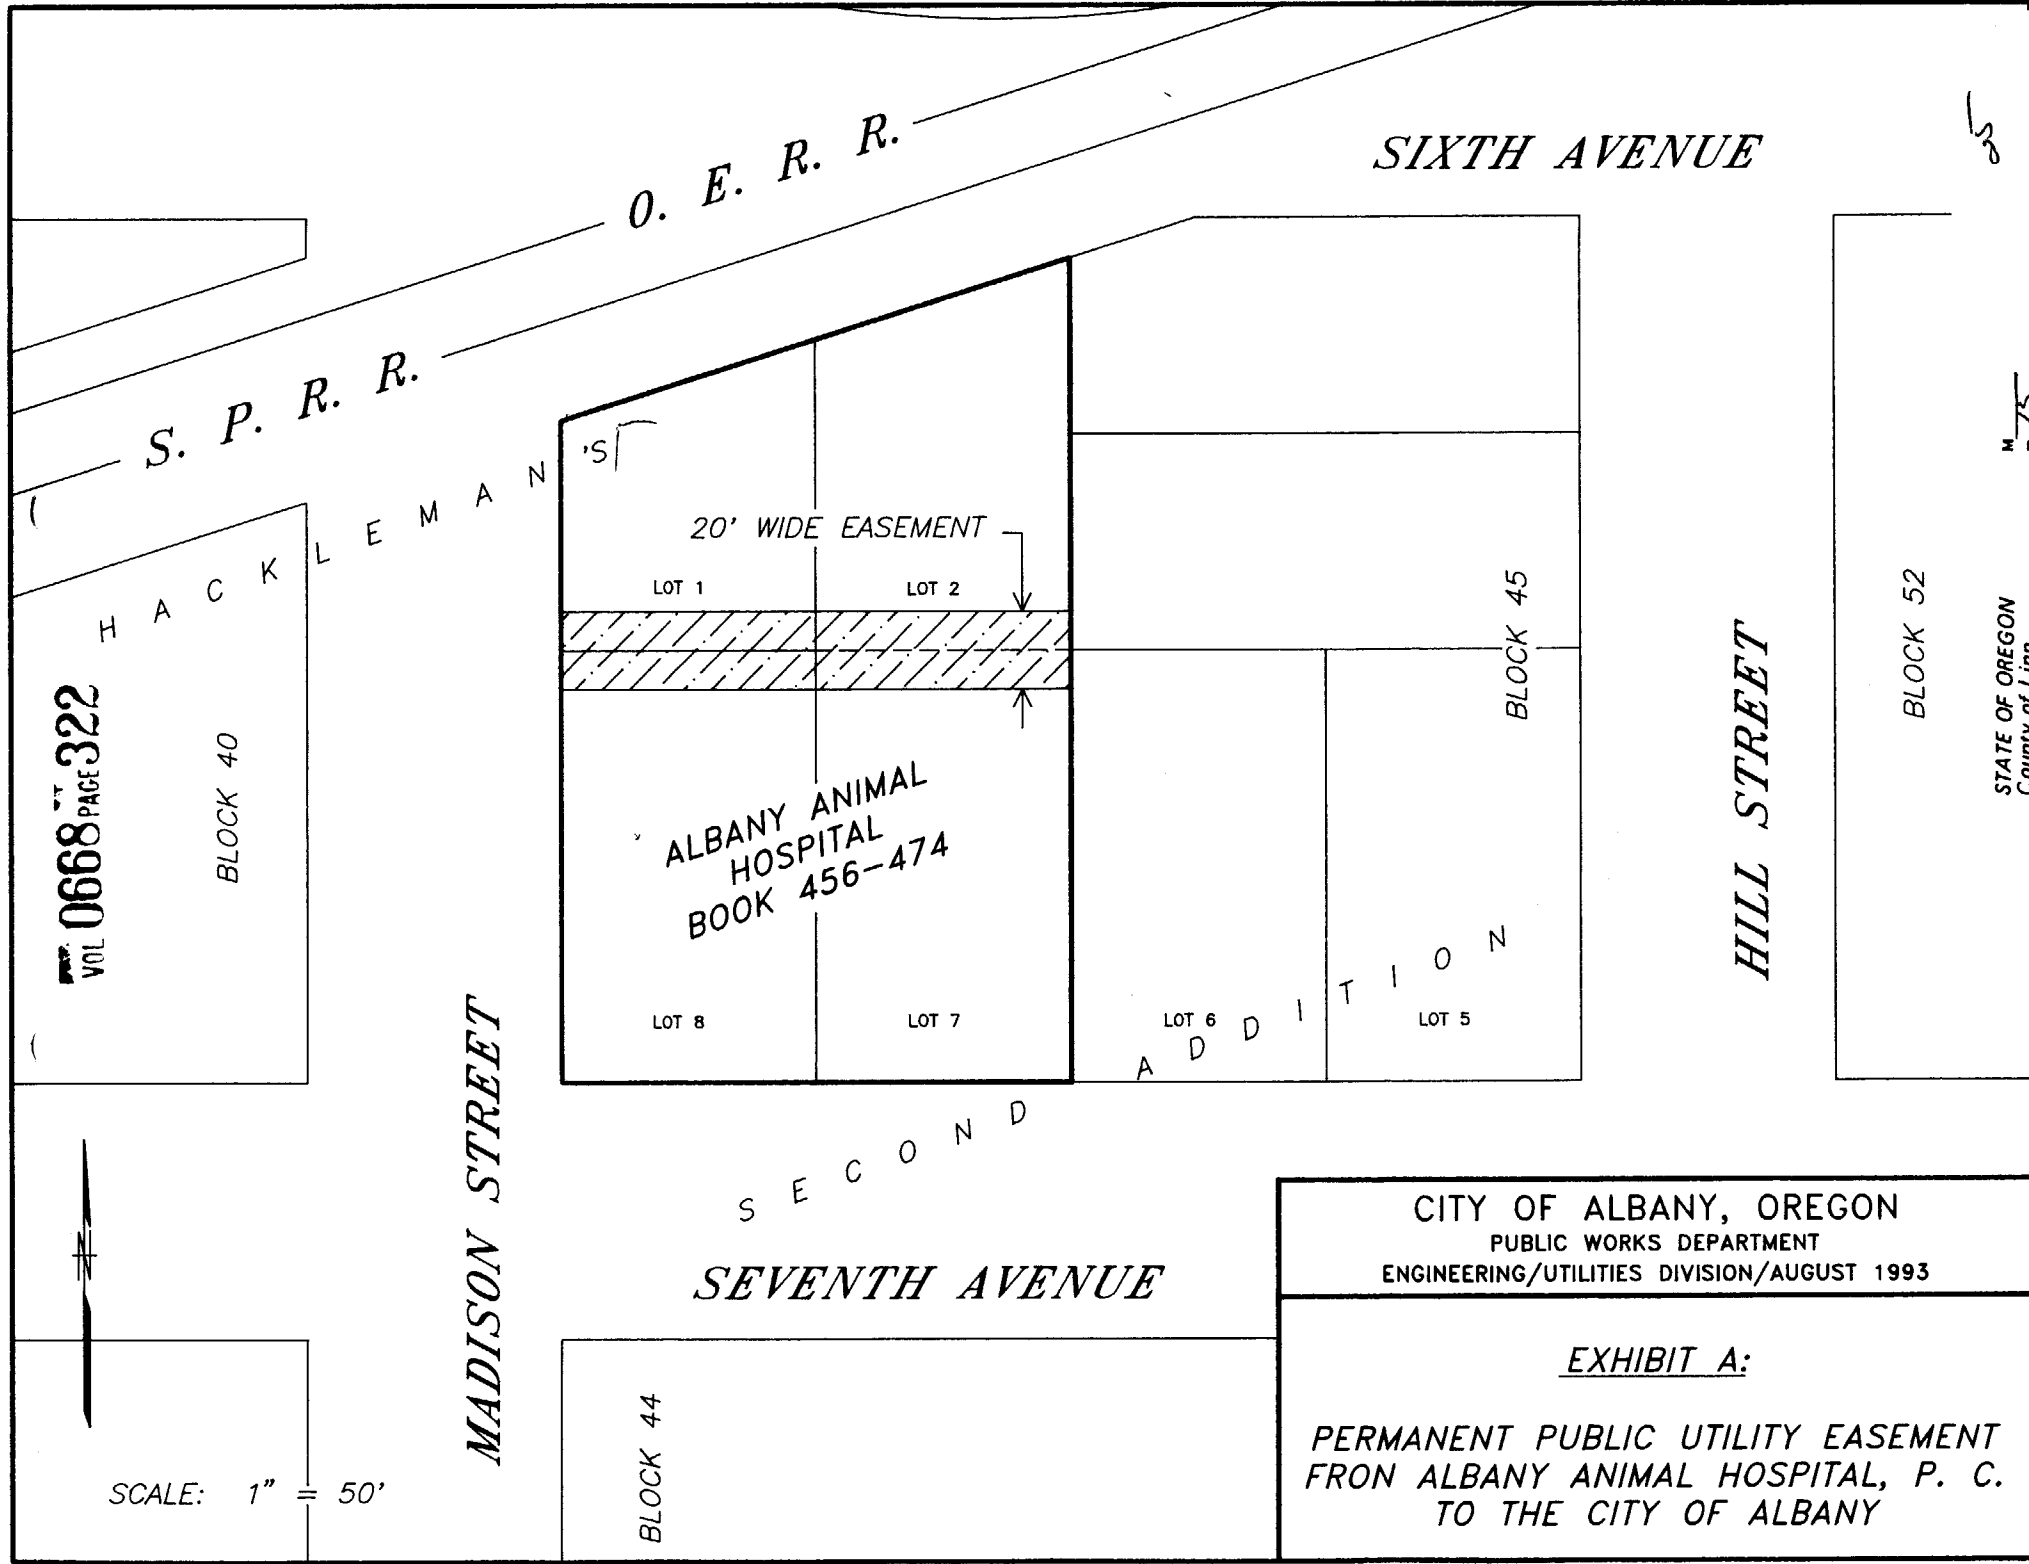 SIXTH AVENUE
O. E. R. R.
S. P. R. R.
HACKLEMAN'S
20' WIDE EASEMENT
LOT 1
LOT 2
BLOCK 45
BLOCK 52
STATE OF OREGON
County of Linn
HILL STREET
VOL 0668 PAGE 322
BLOCK 40
ALBANY ANIMAL
HOSPITAL
BOOK 456-474
LOT 8
LOT 7
LOT 6
LOT 5
SECOND ADDITION
MADISON STREET
SEVENTH AVENUE
N
SCALE: 1" = 50'
BLOCK 44
CITY OF ALBANY, OREGON
PUBLIC WORKS DEPARTMENT
ENGINEERING/UTILITIES DIVISION/AUGUST 1993
EXHIBIT A:
PERMANENT PUBLIC UTILITY EASEMENT
FRON ALBANY ANIMAL HOSPITAL, P. C.
TO THE CITY OF ALBANY